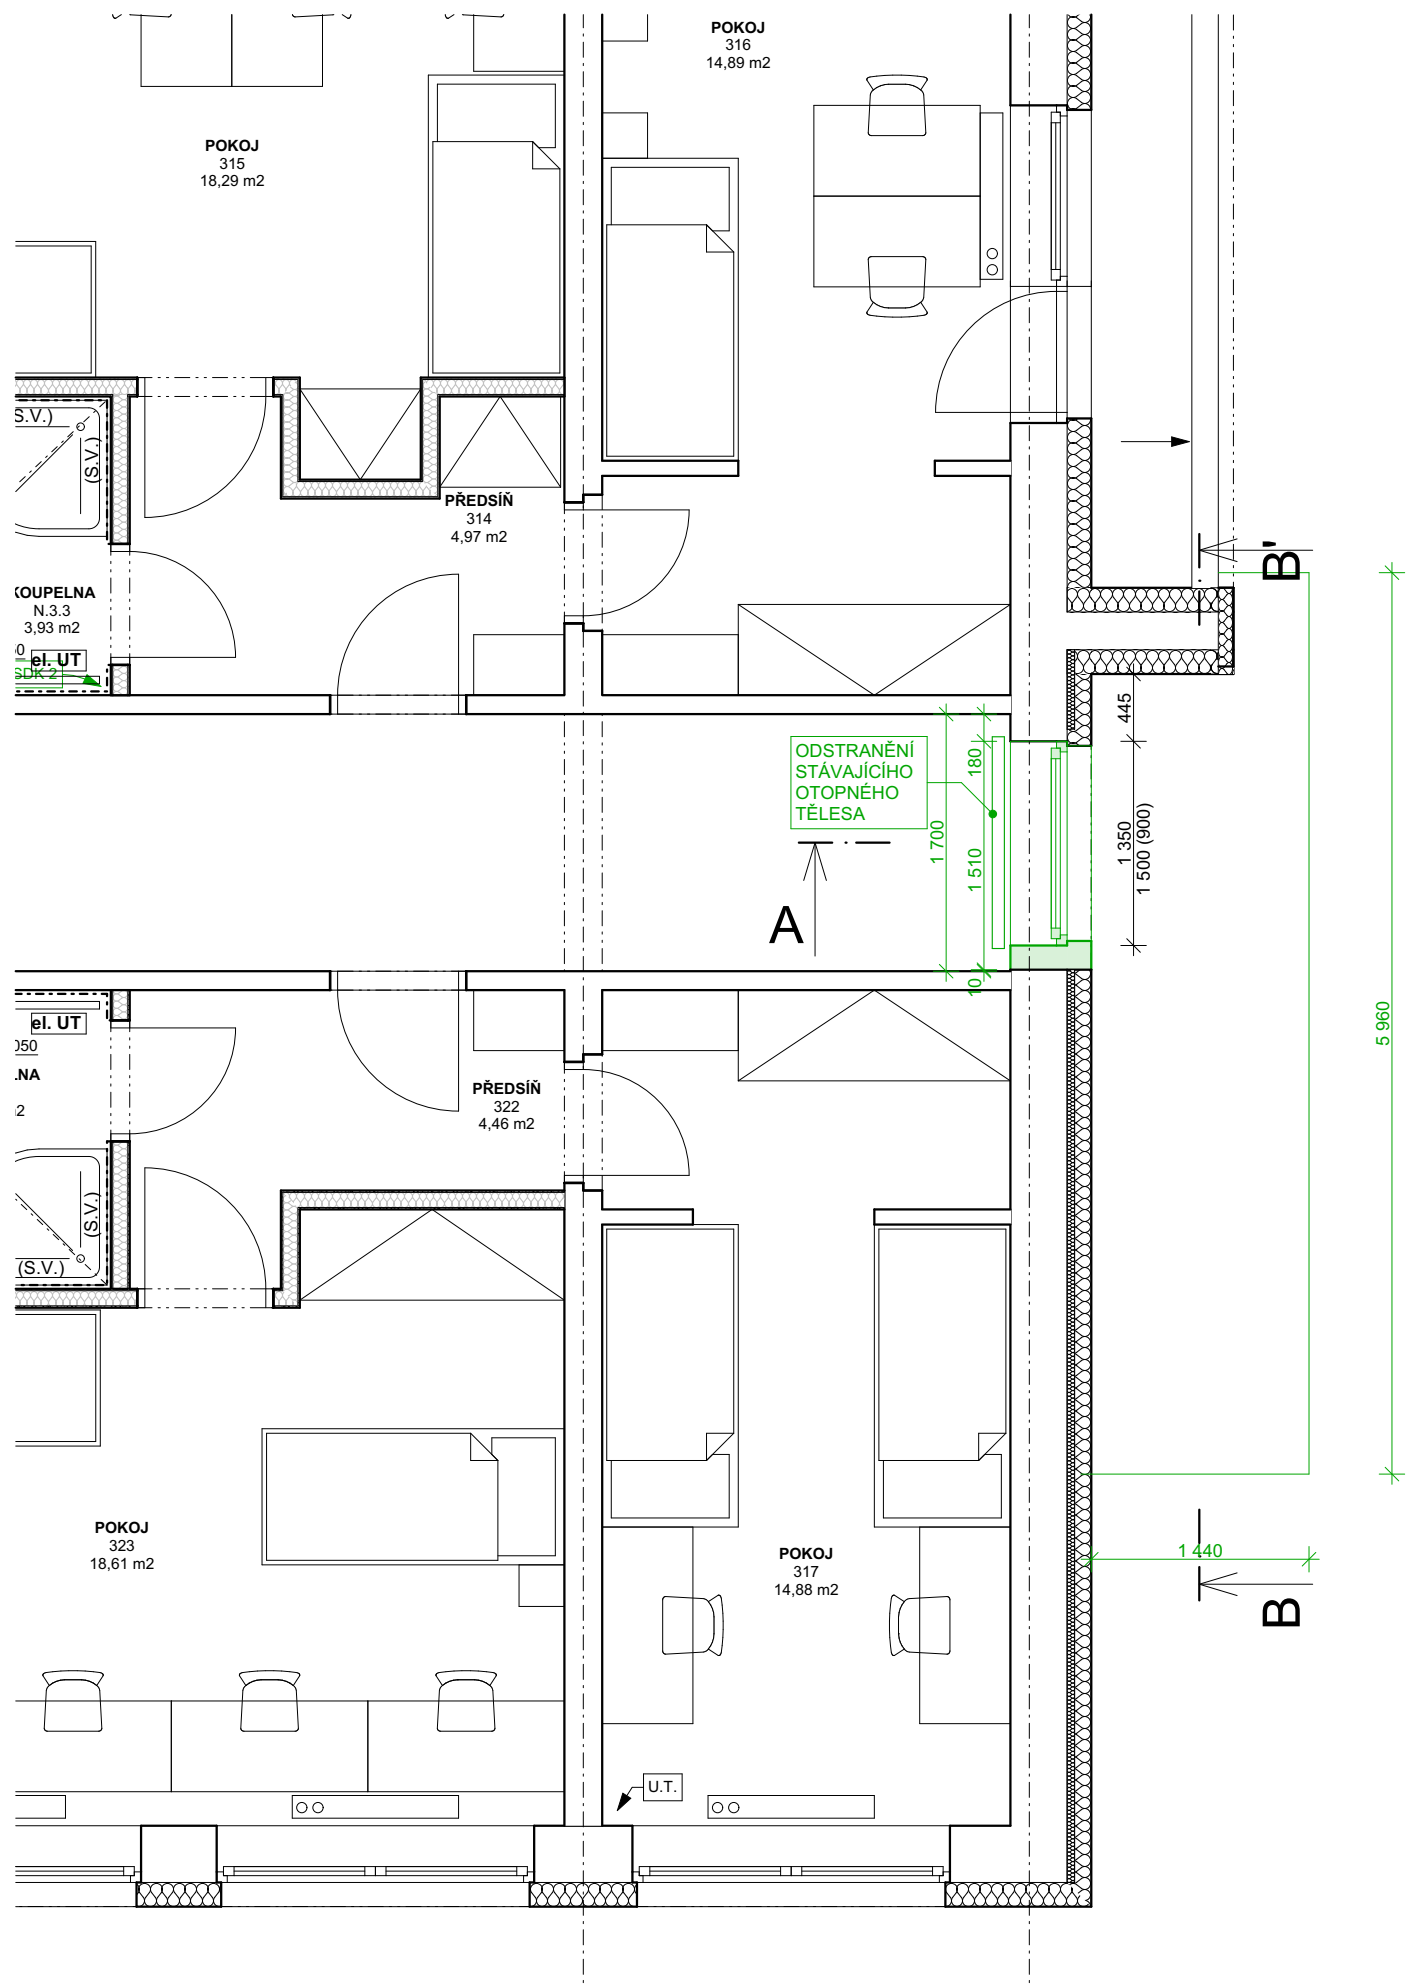 POKOJ
316
14,89 m2
POKOJ
315
18,29 m2
S.V.)
(S.V.)
PŘEDSÍŇ
314
4,97 m2
B'
KOUPELNA
N.3.3
3,93 m2
el. UT
SDK 2
445
ODSTRANĚNÍ
STÁVAJÍCÍHO
OTOPNÉHO
TĚLESA
180
1 700
1 510
10
1 350
1 500 (900)
A
5 960
el. UT
050
LNA
PŘEDSÍŇ
322
4,46 m2
(S.V.)
(S.V.)
POKOJ
323
18,61 m2
POKOJ
317
14,88 m2
1 440
B
U.T.